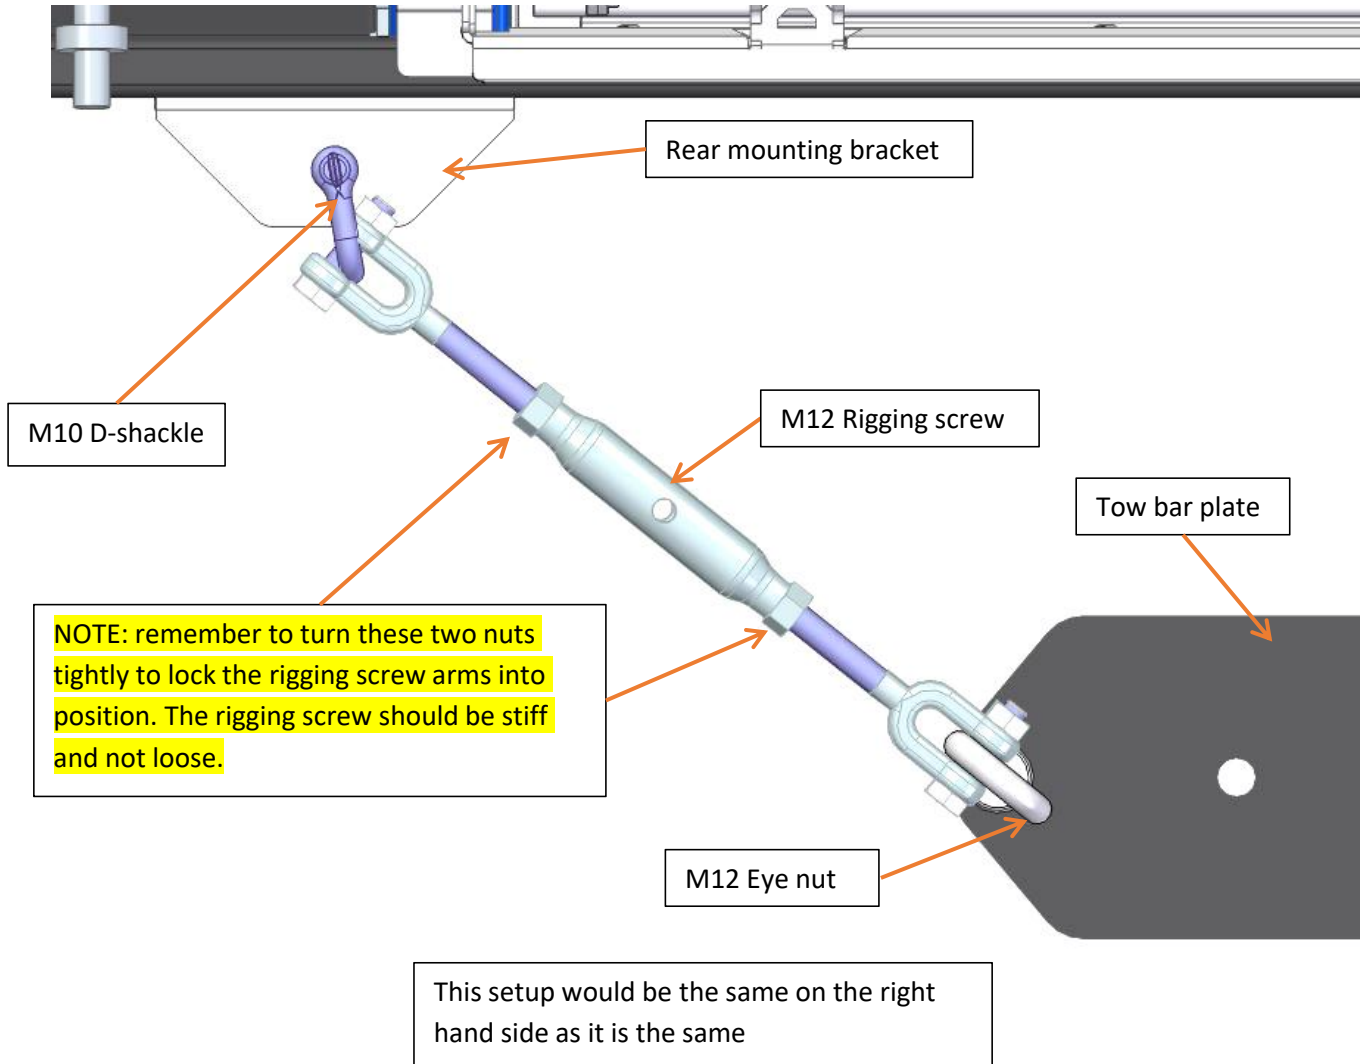 Rear mounting bracket
M10 D-shackle
M12 Rigging screw
Tow bar plate
NOTE: remember to turn these two nuts
tightly to lock the rigging screw arms into
position. The rigging screw should be stiff
and not loose.
M12 Eye nut
This setup would be the same on the right
hand side as it is the same